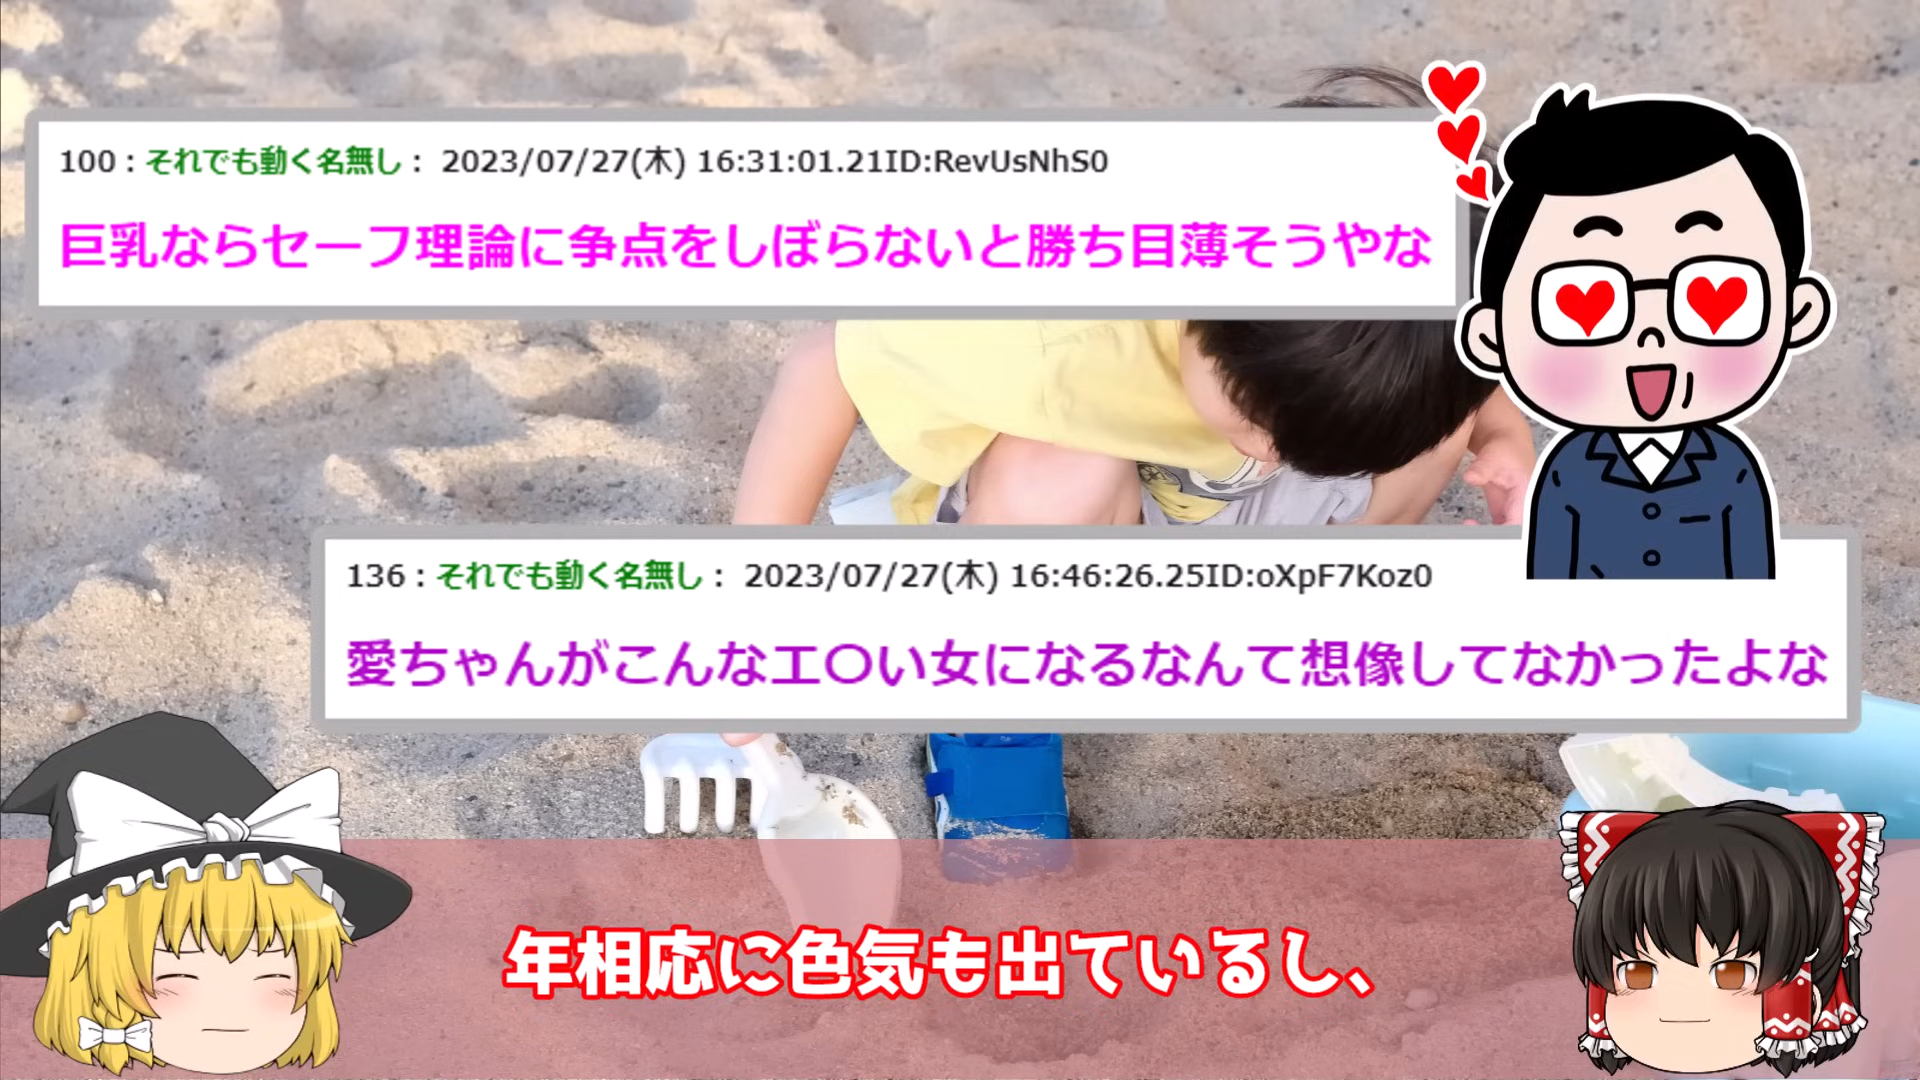 100：それでも動く名無し： 2023/07/27(木) 16:31:01.21ID:RevUsNhS0
巨乳ならセーフ理論に争点をしぼらないと勝ち目薄そうやな
136：それでも動く名無し： 2023/07/27(木) 16:46:26.25ID:oXpF7Koz0
愛ちゃんがこんなエ〇い女になるなんて想像してなかったよな
年相応に色気も出ているし、